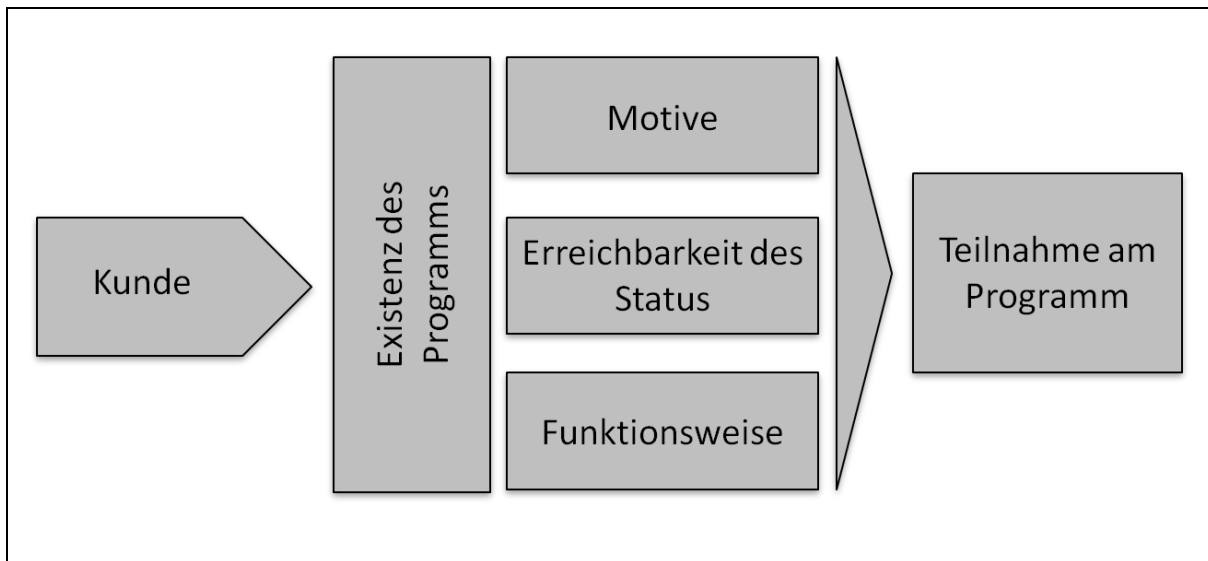 Kunde
Existenz des
Programms
Motive
Erreichbarkeit des
Status
Funktionsweise
Teilnahme am
Programm